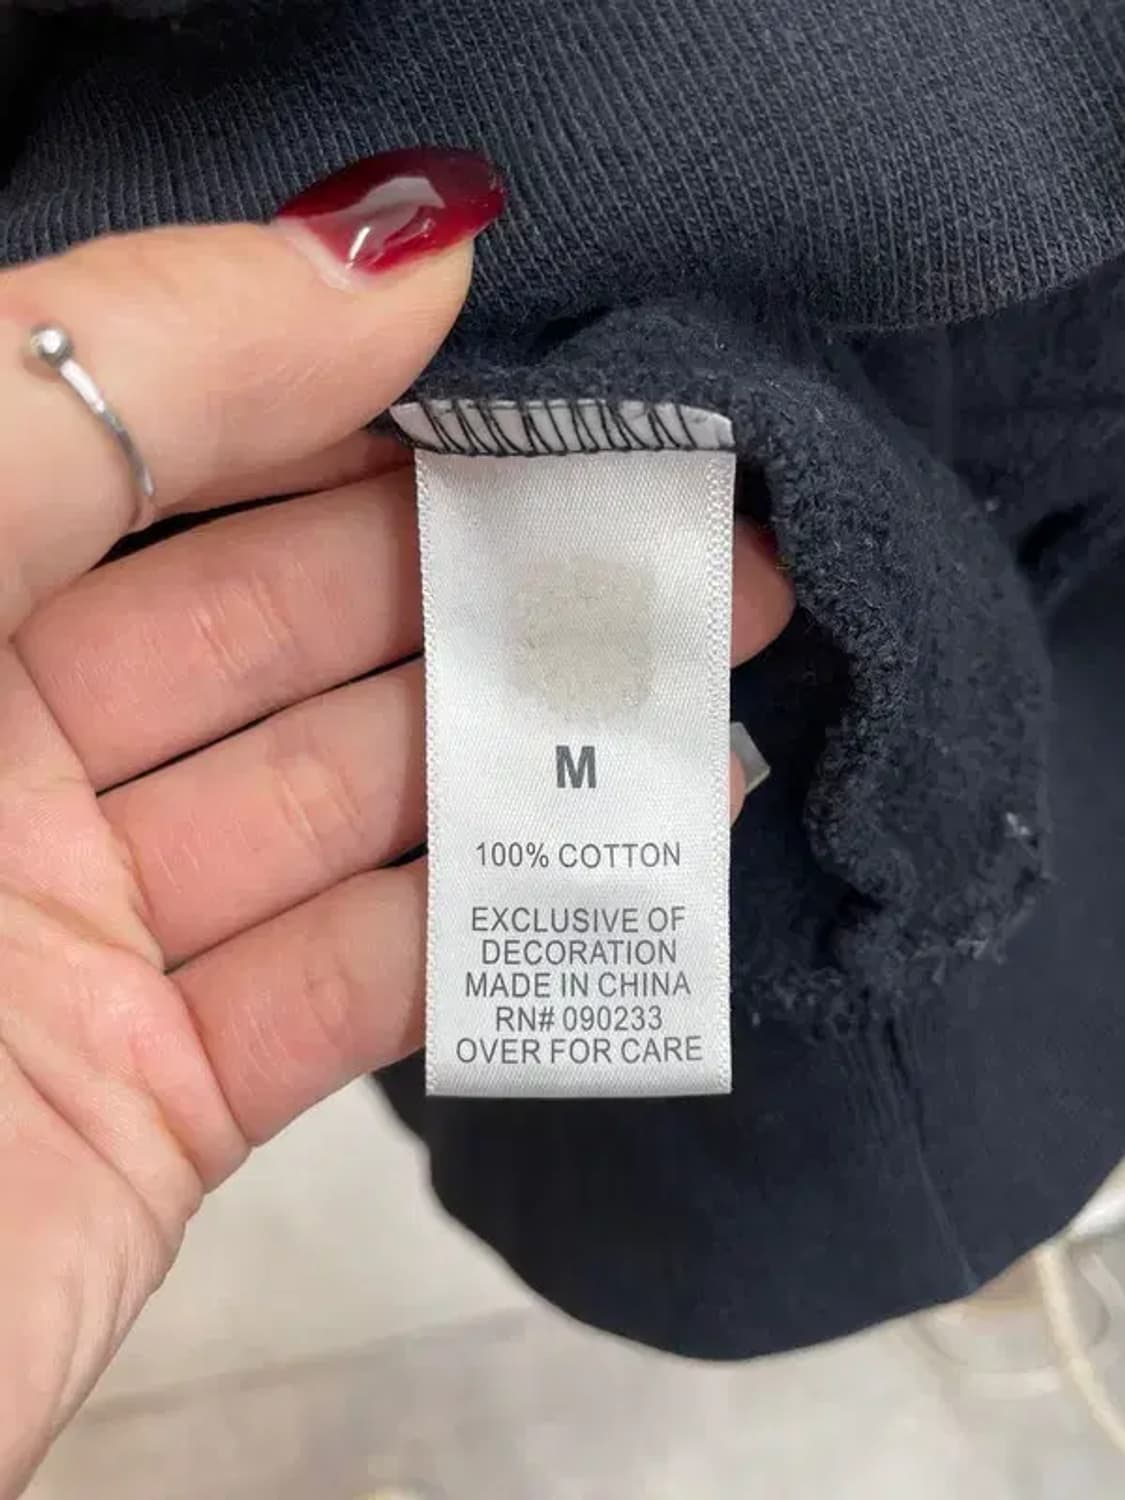 M
100% COTTON
EXCLUSIVE OF
DECORATION
MADE IN CHINA
RN# 090233
OVER FOR CARE